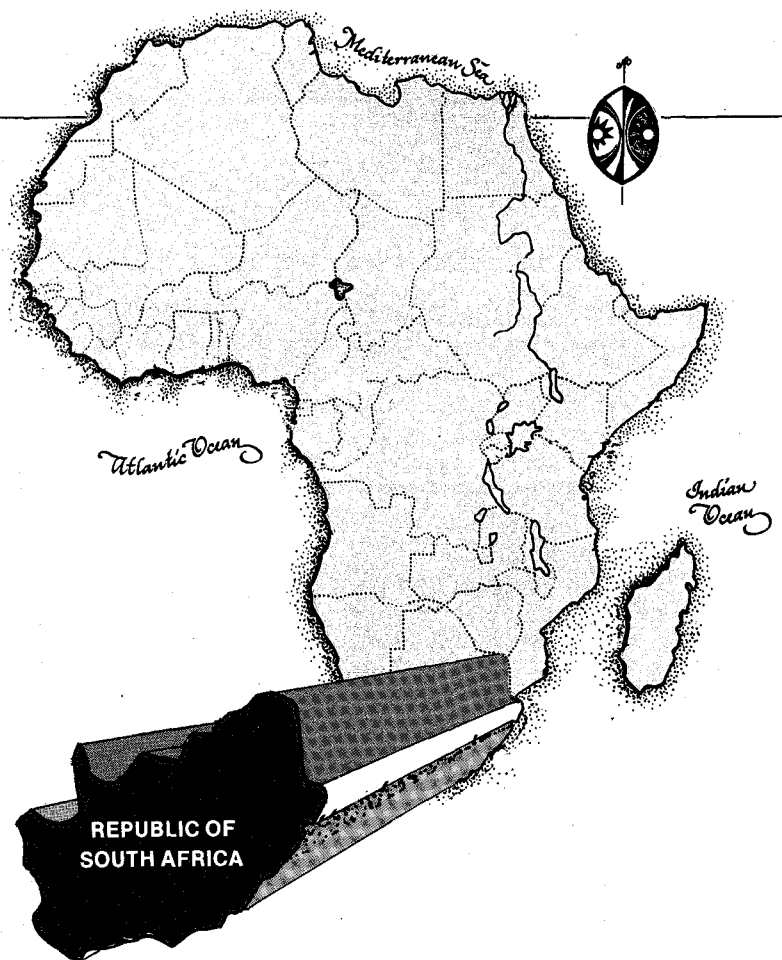 Mediterranean Sea
N
Atlantic Ocean
Indian
Ocean
REPUBLIC OF
SOUTH AFRICA